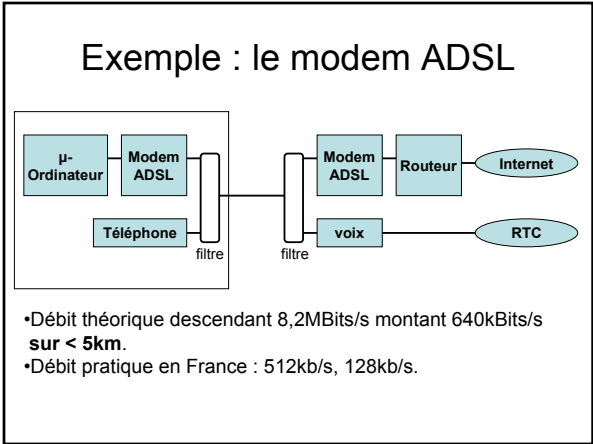 Exemple : le modem ADSL
µ-
Ordinateur
Modem
ADSL
Modem
ADSL
Routeur
Internet
Téléphone
filtre
filtre
voix
RTC
•Débit théorique descendant 8,2MBits/s montant 640kBits/s
sur < 5km.
•Débit pratique en France : 512kb/s, 128kb/s.